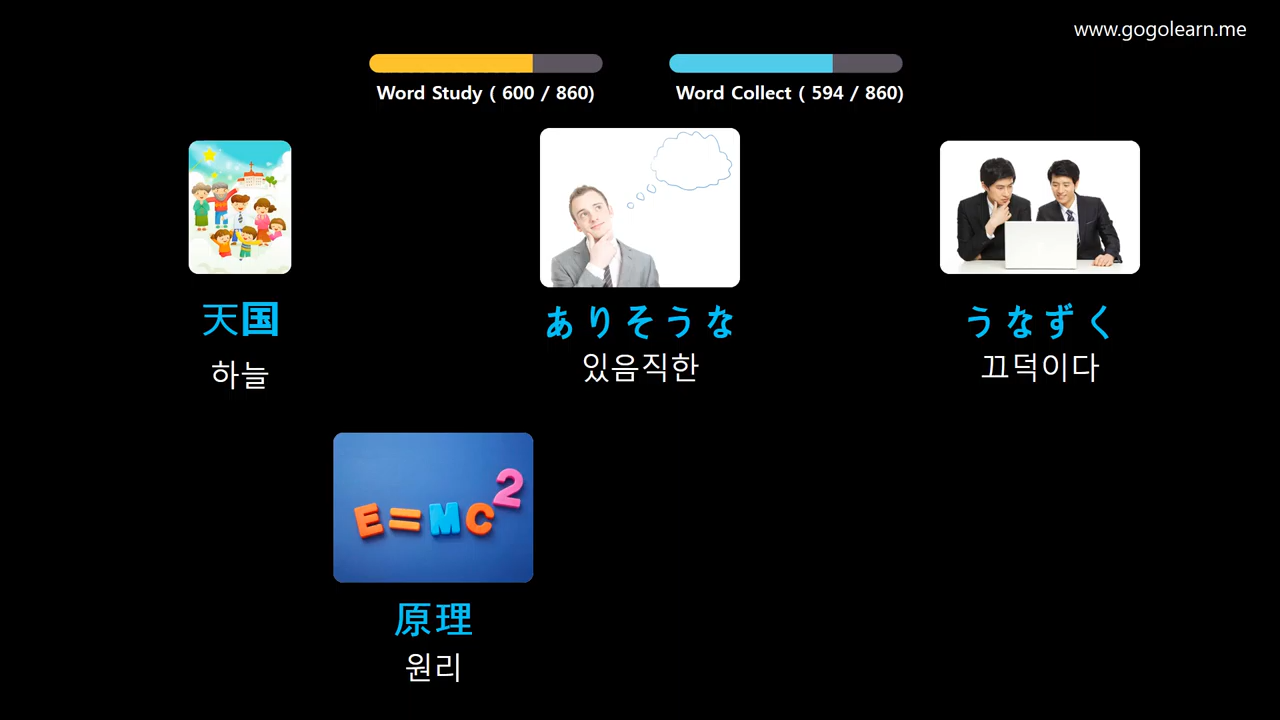 www.gogolearn.me
Word Study ( 600 / 860)
Word Collect ( 594 / 860)
天国
하늘
ありそうな
있음직한
うなずく
끄덕이다
E=MC2
原理
원리